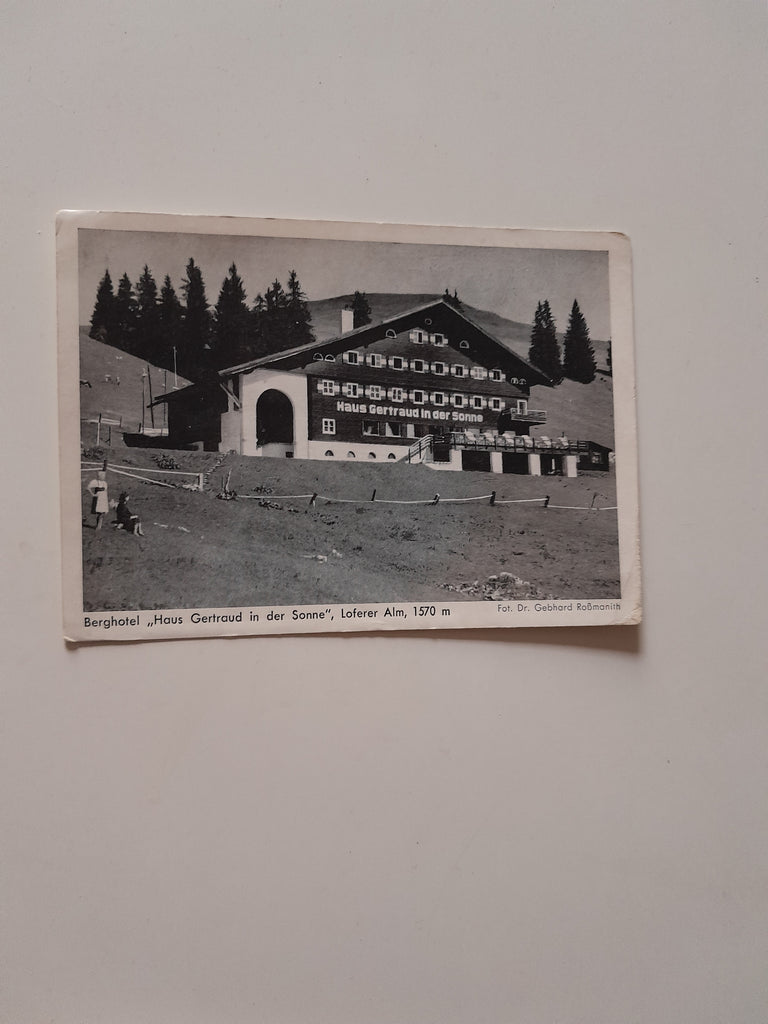 Haus Gertraud in der Sonne
Berghotel „Haus Gertraud in der Sonne", Loferer Alm, 1570 m
Fot. Dr. Gebhard Roßmanith